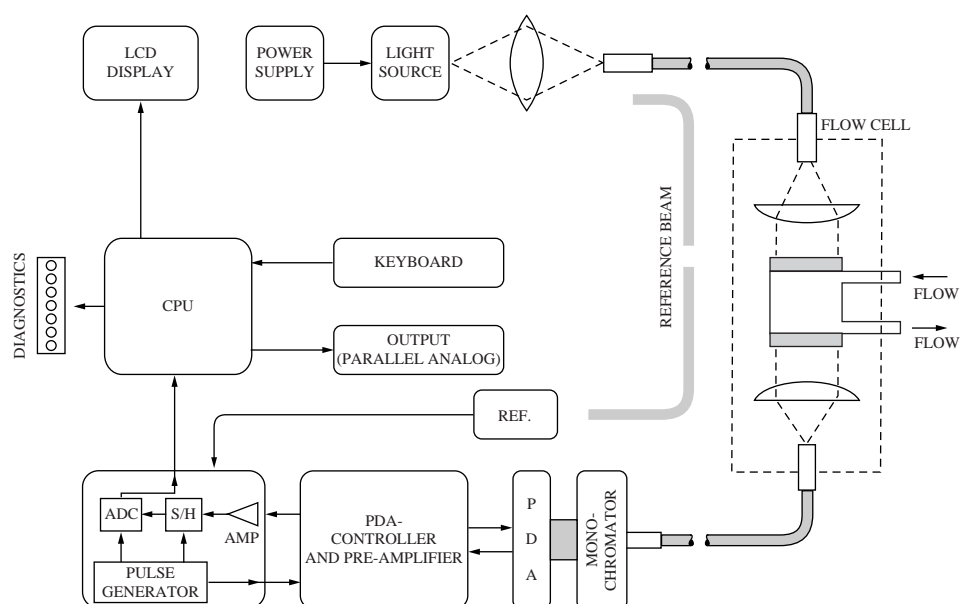 LCD
DISPLAY
POWER
SUPPLY
LIGHT
SOURCE
FLOW CELL
REFERENCE BEAM
DIAGNOSTICS
CPU
KEYBOARD
OUTPUT
(PARALLEL ANALOG)
FLOW
FLOW
REF.
ADC
S/H
AMP
PULSE
GENERATOR
PDA-
CONTROLLER
AND PRE-AMPLIFIER
P
D
A
MONO-
CHROMATOR